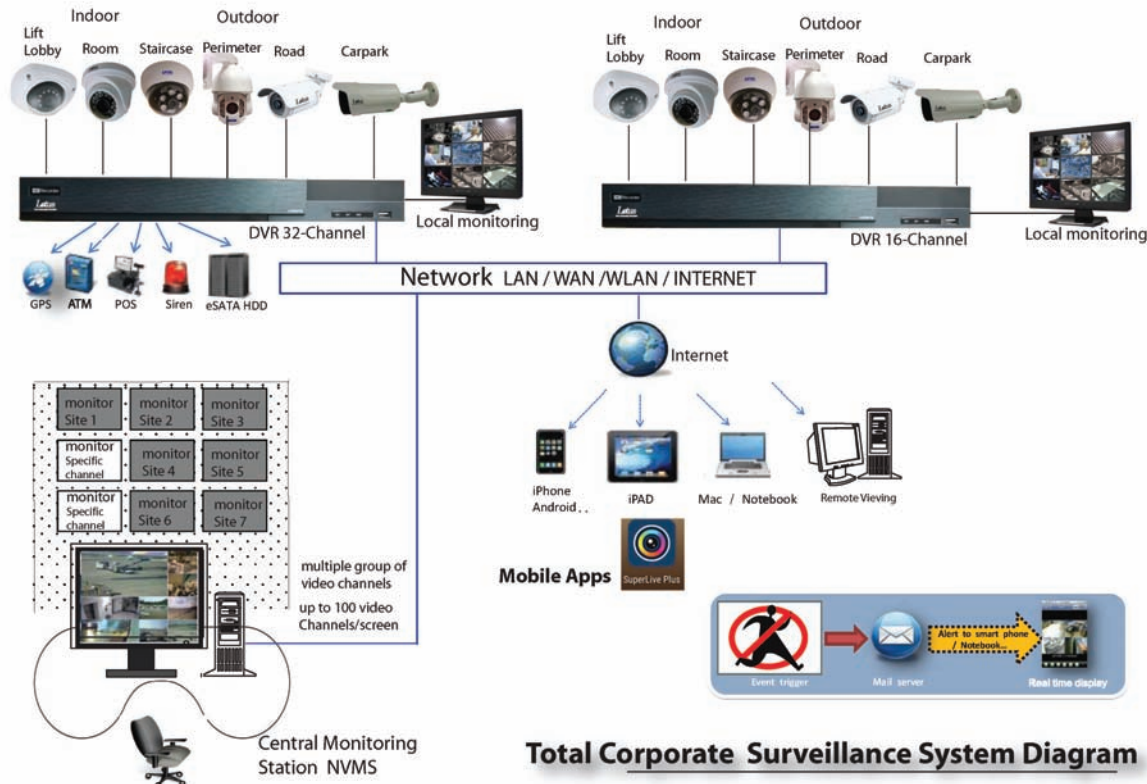 Indoor
Outdoor
Lift
Lobby
Room
Staircase
Perimeter
Road
Carpark
Lotus
Local monitoring
DVR 32-Channel
GPS
ATM
POS
Siren
eSATA HDD
Indoor
Outdoor
Lift
Lobby
Room
Staircase
Perimeter
Road
Carpark
Lotus
Local monitoring
DVR 16-Channel
Network LAN / WAN /WLAN / INTERNET
Internet
iPhone
Android . .
iPAD
Mac / Notebook
Remote Vieving
Mobile Apps
SuperLive Plus
monitor
Site 1
monitor
Site 2
monitor
Site 3
monitor
Specific
channel
monitor
Site 4
monitor
Site 5
monitor
Specific
channel
monitor
Site 6
monitor
Site 7
multiple group of
video channels
up to 100 video
Channels/screen
Central Monitoring
Station NVMS
Event trigger
Mail server
Alert to smart phone
/ Notebook...
Real time display
Total Corporate Surveillance System Diagram